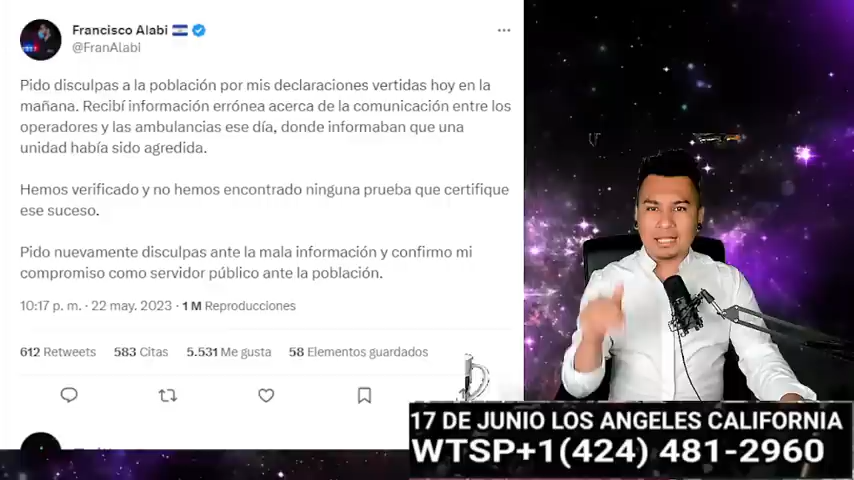 Francisco Alabi
@FranAlabi
Pido disculpas a la población por mis declaraciones vertidas hoy en la
mañana. Recibí información errónea acerca de la comunicación entre los
operadores y las ambulancias ese día, donde informaban que una
unidad había sido agredida.
Hemos verificado y no hemos encontrado ninguna prueba que certifique
ese suceso.
Pido nuevamente disculpas ante la mala información y confirmo mi
compromiso como servidor público ante la población.
10:17 p. m. · 22 may. 2023 · 1 M Reproducciones
612 Retweets 583 Citas 5.531 Me gusta 58 Elementos guardados
17 DE JUNIO LOS ANGELES CALIFORNIA
WTSP+1(424) 481-2960